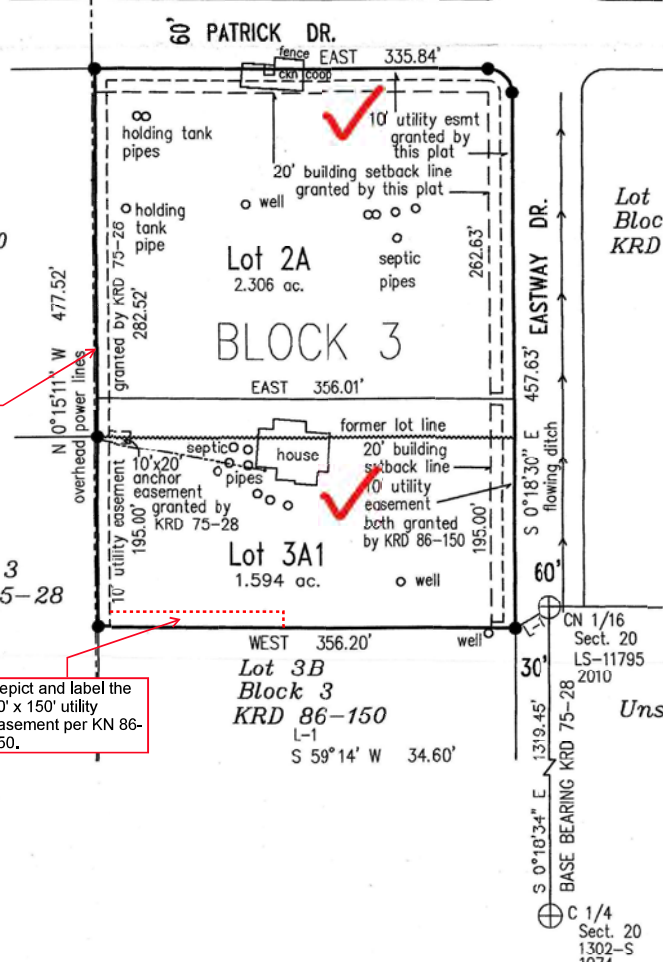 60' PATRICK DR.
fence
EAST 335.84'
ckn coop
holding tank
pipes
10' utility esmt
granted by
this plat
20' building setback line
granted by this plat
holding
tank
pipe
well
septic
pipes
Lot 2A
2.306 ac.
BLOCK 3
granted by KRD 75-26
282.52'
262.63'
N 0°15'11" W 477.52'
overhead power lines
EASTWAY DR.
S 0°18'30" E 457.63'
flowing ditch
Lot
KRD
EAST 356.01'
former lot line
septic
pipes
house
20' building
setback line
10' utility
easement
both granted
by KRD 86-150
10'x20'
anchor
easement
granted by
KRD 75-28
10' utility easement
195.00'
195.00'
Lot 3A1
1.594 ac.
well
3
5-28
60'
L-1
CN 1/16
Sect. 20
LS-11795
2010
30'
WEST 356.20'
well
Lot 3B
Block 3
KRD 86-150
L-1
S 59°14' W 34.60'
epict and label the
0' x 150' utility
asement per KN 86-
50.
Uns
S 0°18'34" E 1319.45'
BASE BEARING KRD 75-28
C 1/4
Sect. 20
1302-S